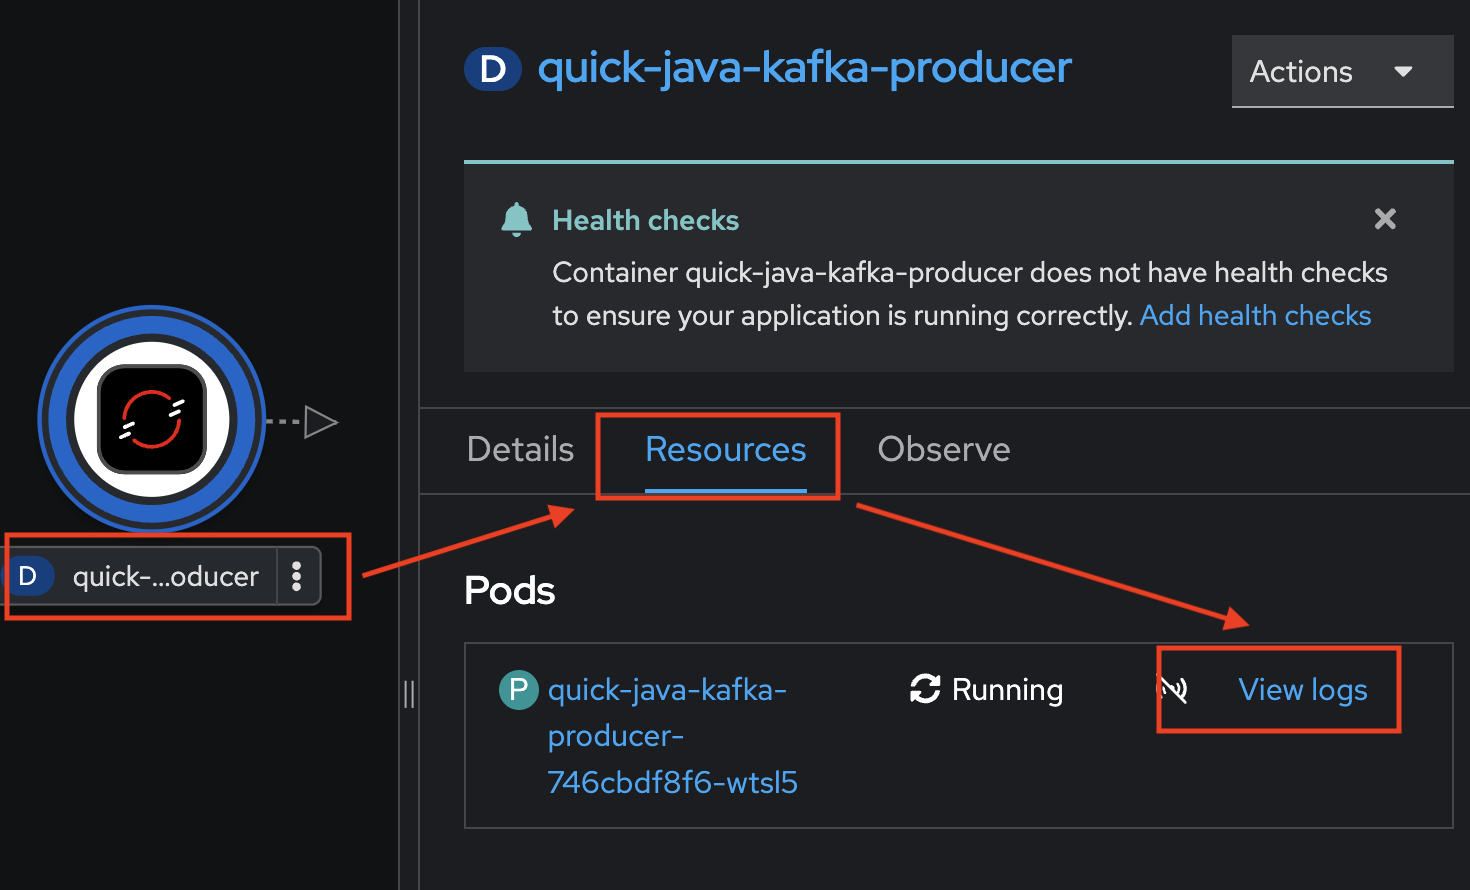 D quick-java-kafka-producer
Actions
Health checks
Container quick-java-kafka-producer does not have health checks
to ensure your application is running correctly. Add health checks
Details Resources Observe
D quick-...oducer
Pods
P quick-java-kafka-
producer-
746cbdf8f6-wtsl5
Running
View logs